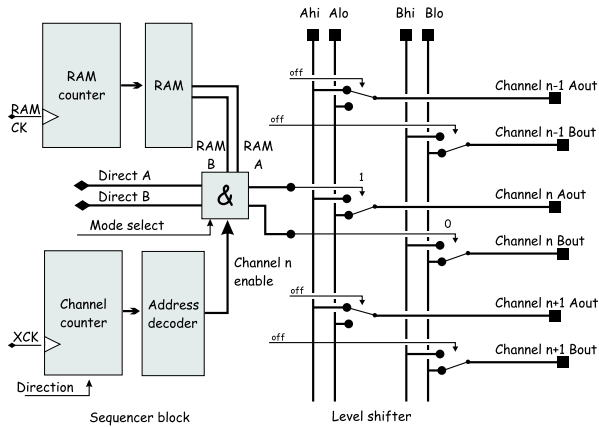 Ahi Alo Bhi Blo
RAM
counter
RAM
RAM
CK
off
Channel n-1 Aout
off
Channel n-1 Bout
RAM
B
RAM
A
Direct A
Direct B
&
Mode select
1
Channel n Aout
0
Channel n Bout
Channel n
enable
Channel
counter
Address
decoder
XCK
Direction
off
Channel n+1 Aout
off
Channel n+1 Bout
Sequencer block
Level shifter